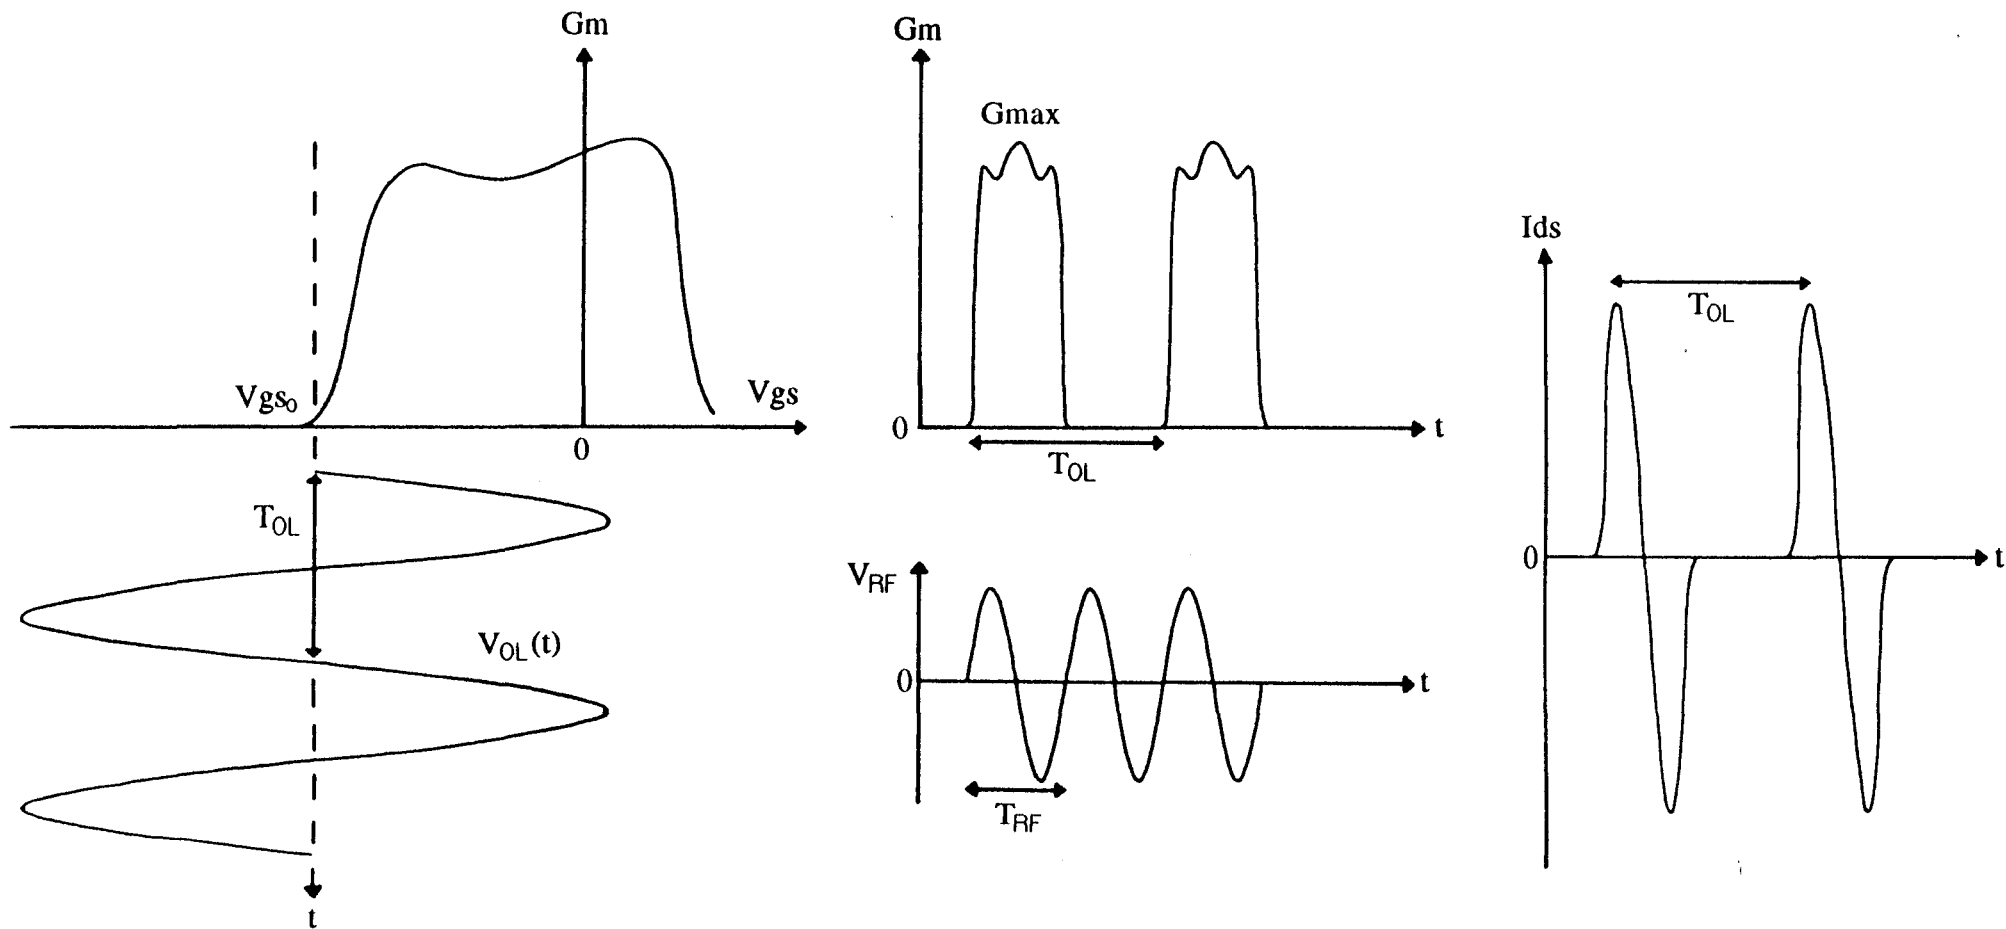 Gm
Vgs₀
Vgs
0
T_OL
V_OL(t)
t
Gm
Gmax
0
t
T_OL
V_RF
0
t
T_RF
Ids
T_OL
0
t